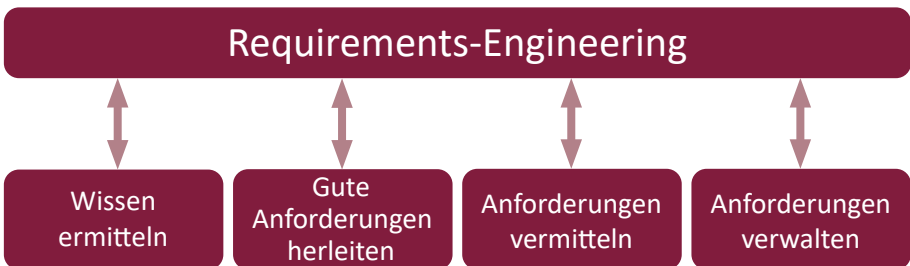 Requirements-Engineering
Wissen
ermitteln
Gute
Anforderungen
herleiten
Anforderungen
vermitteln
Anforderungen
verwalten